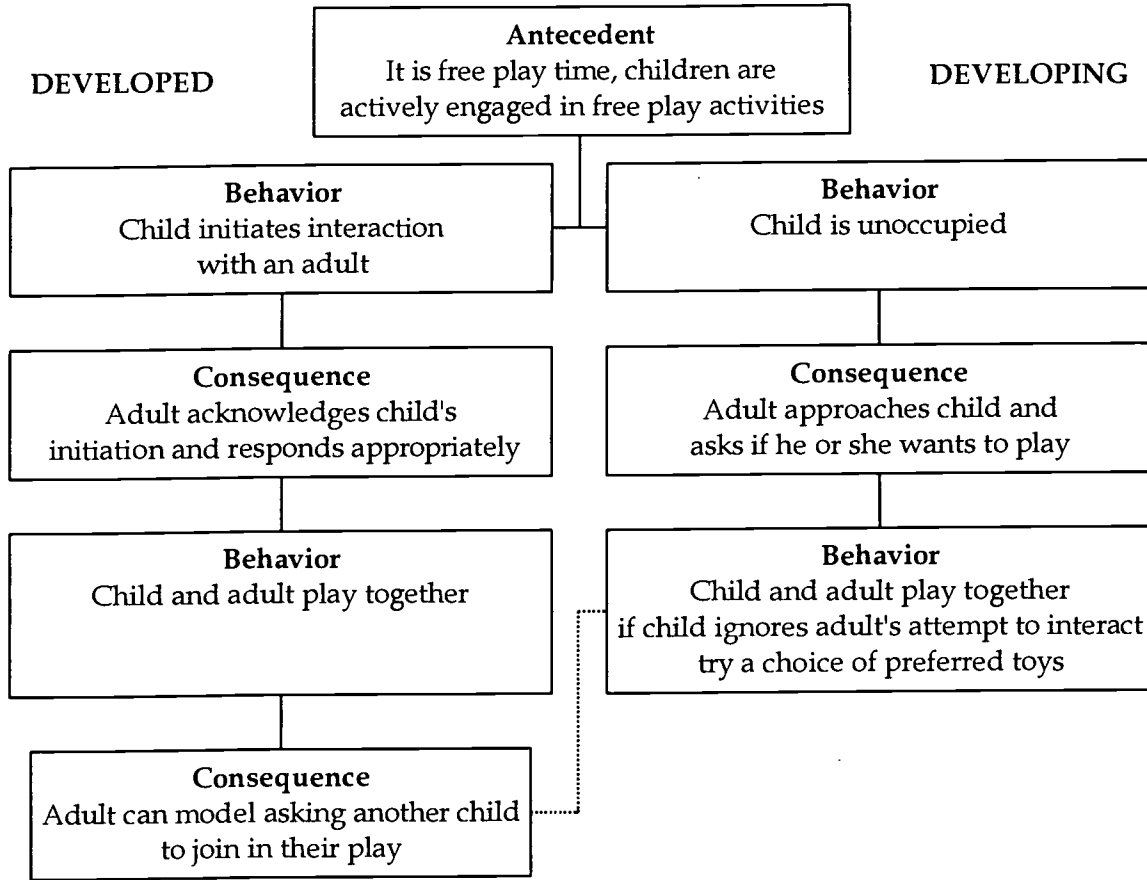 Antecedent
It is free play time, children are
actively engaged in free play activities
DEVELOPED
DEVELOPING
Behavior
Child initiates interaction
with an adult
Behavior
Child is unoccupied
Consequence
Adult acknowledges child's
initiation and responds appropriately
Consequence
Adult approaches child and
asks if he or she wants to play
Behavior
Child and adult play together
Behavior
Child and adult play together
if child ignores adult's attempt to interact
try a choice of preferred toys
Consequence
Adult can model asking another child
to join in their play